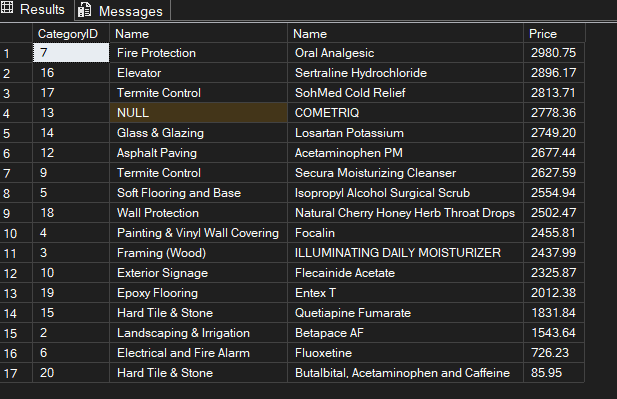 Results Messages
CategoryID Name Name Price
1 7 Fire Protection Oral Analgesic 2980.75
2 16 Elevator Sertraline Hydrochloride 2896.17
3 17 Termite Control SohMed Cold Relief 2813.71
4 13 NULL COMETRIQ 2778.36
5 14 Glass & Glazing Losartan Potassium 2749.20
6 12 Asphalt Paving Acetaminophen PM 2677.44
7 9 Termite Control Secura Moisturizing Cleanser 2627.59
8 5 Soft Flooring and Base Isopropyl Alcohol Surgical Scrub 2554.94
9 18 Wall Protection Natural Cherry Honey Herb Throat Drops 2502.47
10 4 Painting & Vinyl Wall Covering Focalin 2455.81
11 3 Framing (Wood) ILLUMINATING DAILY MOISTURIZER 2437.99
12 10 Exterior Signage Flecainide Acetate 2325.87
13 19 Epoxy Flooring Entex T 2012.38
14 15 Hard Tile & Stone Quetiapine Fumarate 1831.84
15 2 Landscaping & Irrigation Betapace AF 1543.64
16 6 Electrical and Fire Alarm Fluoxetine 726.23
17 20 Hard Tile & Stone Butalbital, Acetaminophen and Caffeine 85.95